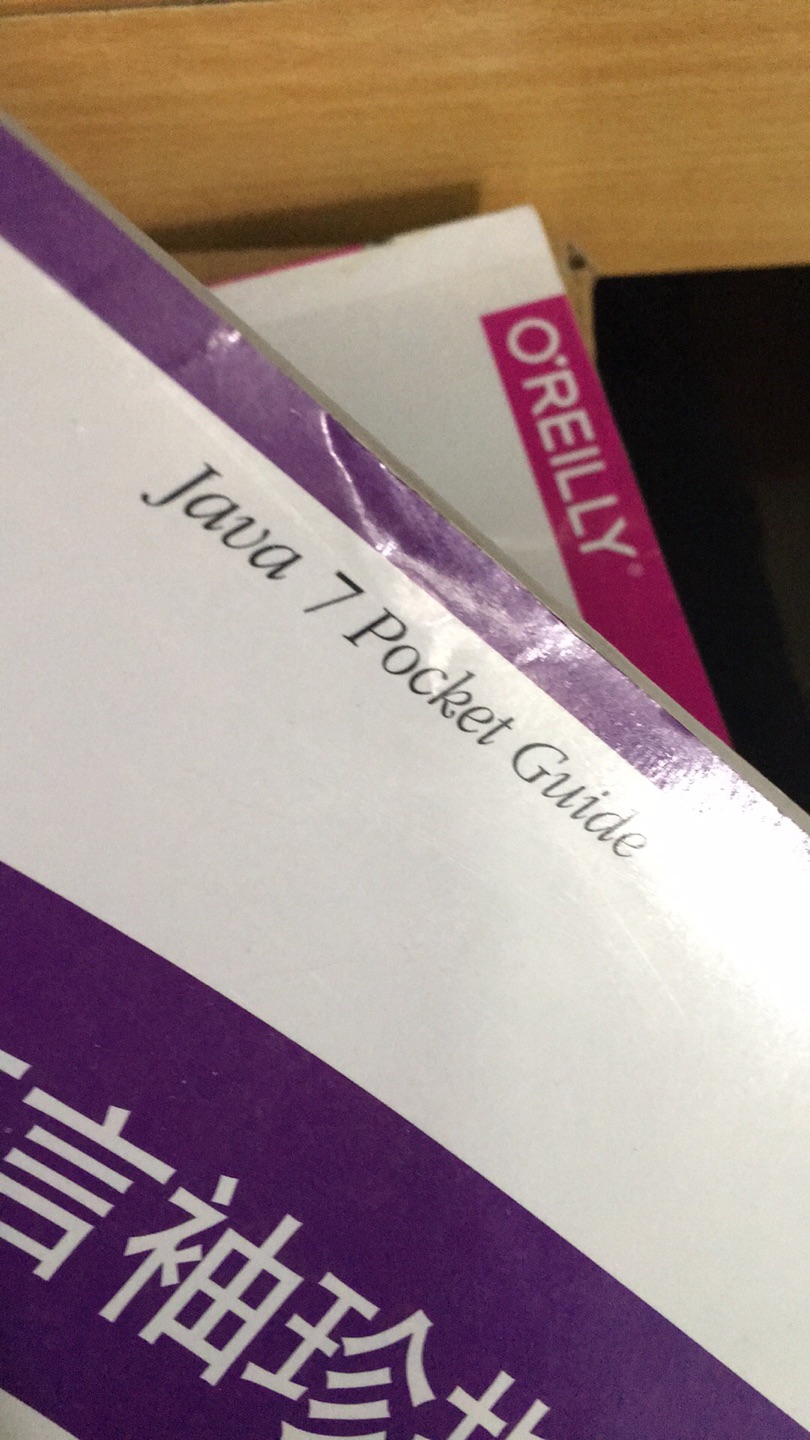 O'REILLY®
Java 7 Pocket Guide
言袖珍